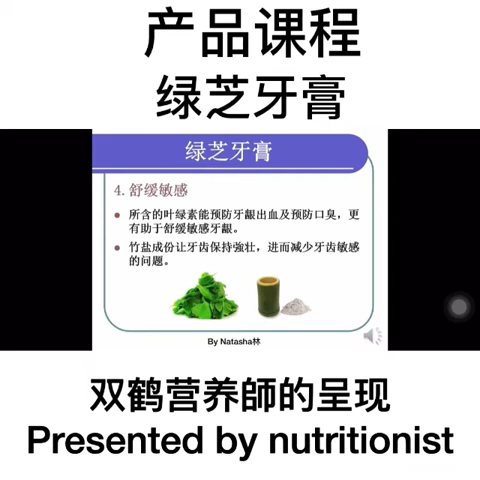 产品课程
绿芝牙膏
绿芝牙膏
4. 舒缓敏感
所含的叶绿素能预防牙龈出血及预防口臭，更
有助于舒缓敏感牙龈。
竹盐成份让牙齿保持強壮，进而减少牙齿敏感
的问题。
By Natasha林
双鹤营养師的呈现
Presented by nutritionist